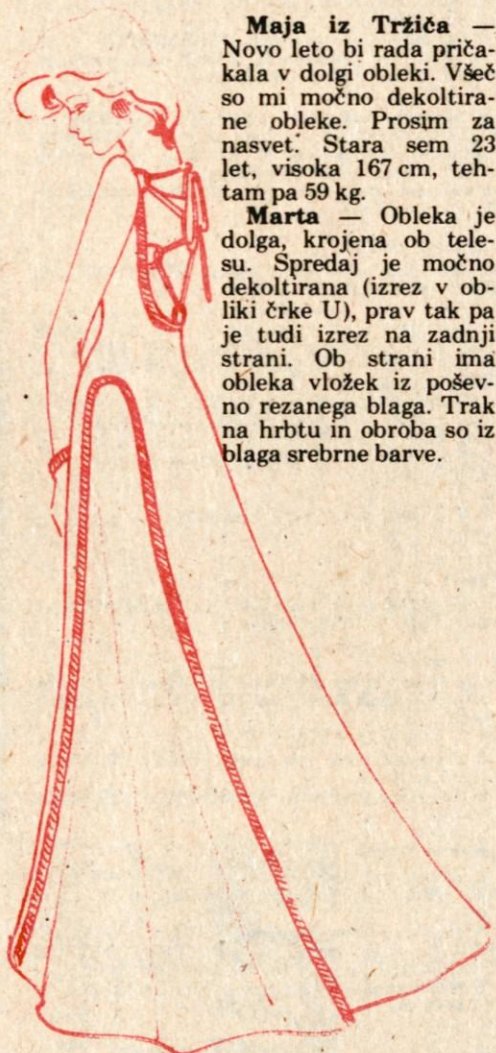 Maja iz Tržiča —
Novo leto bi rada priča-
kala v dolgi obleki. Všeč
so mi močno dekoltira-
ne obleke. Prosim za
nasvet. Stara sem 23
let, visoka 167 cm, teh-
tam pa 59 kg.
Marta — Obleka je
dolga, krojena ob tele-
su. Spredaj je močno
dekoltirana (izrez v ob-
liki črke U), prav tak pa
je tudi izrez na zadnji
strani. Ob strani ima
obleka vložek iz pošev-
no rezanega blaga. Trak
na hrbtu in obroba so iz
blaga srebrne barve.